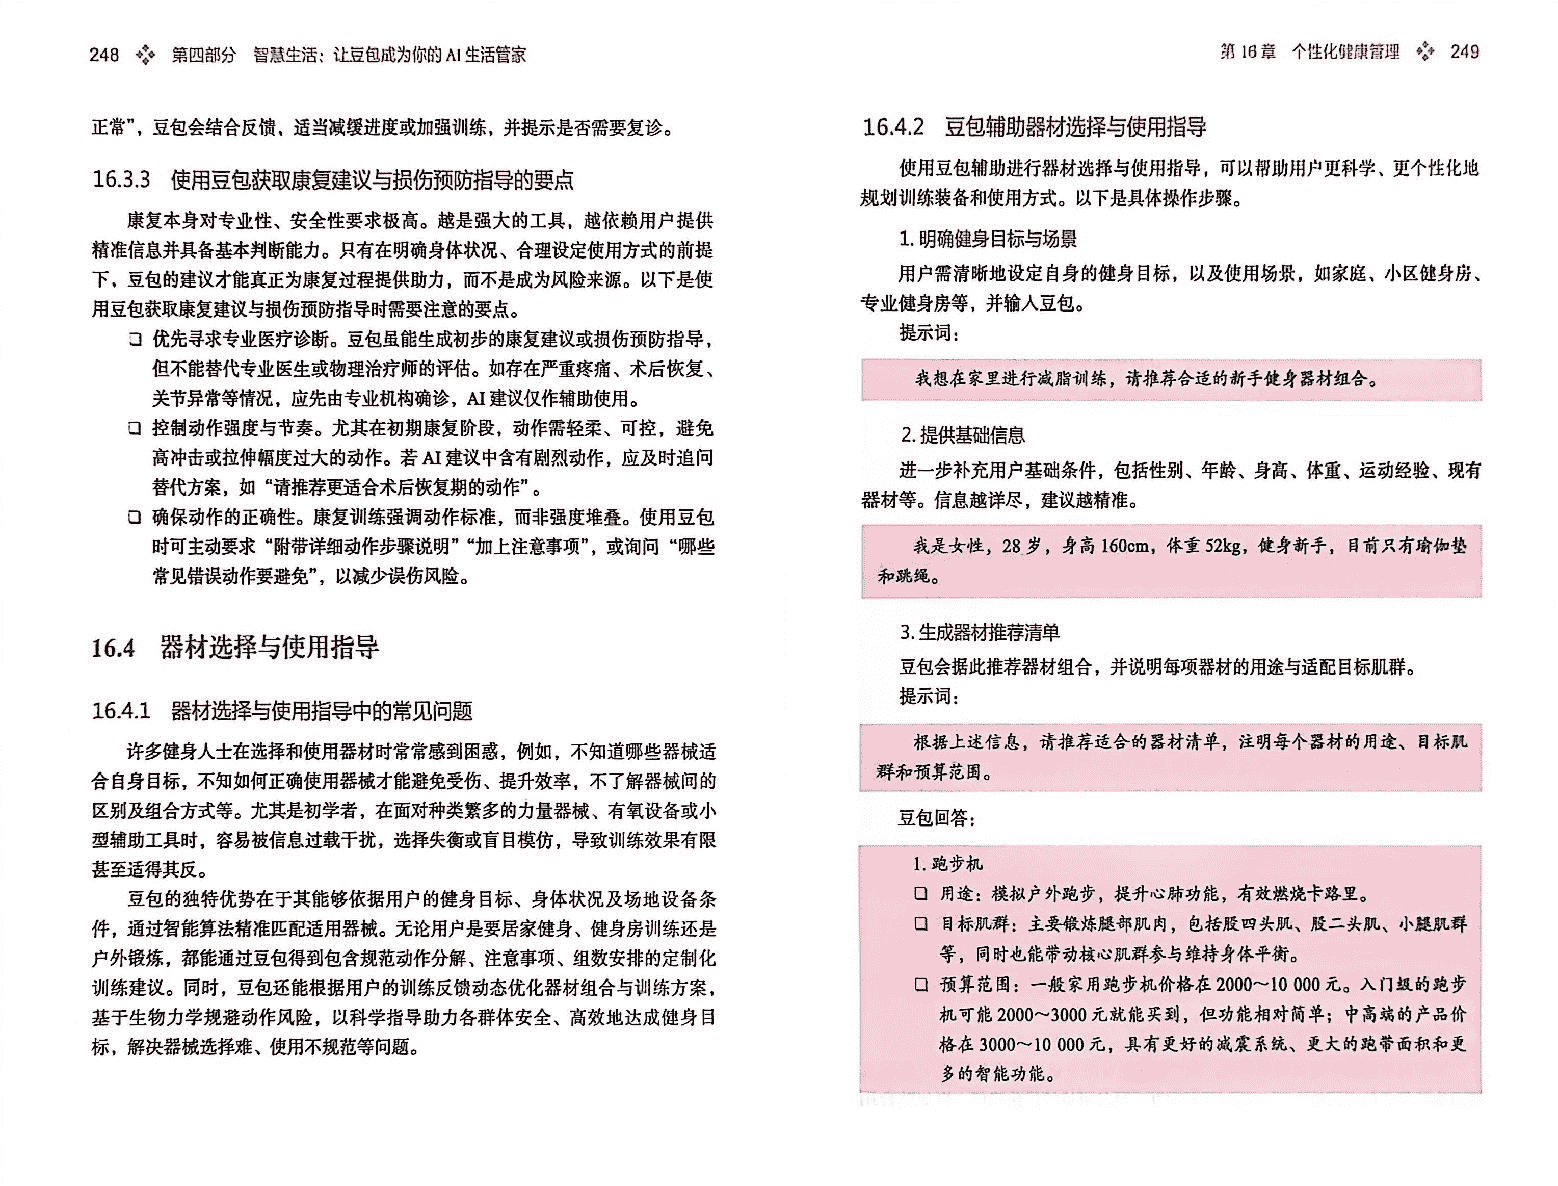 248 第四部分 智慧生活：让豆包成为你的 AI 生活管家
正常”，豆包会结合反馈，适当减缓进度或加强训练，并提示是否需要复诊。
16.3.3 使用豆包获取康复建议与损伤预防指导的要点
康复本身对专业性、安全性要求极高。越是强大的工具，越依赖用户提供
精准信息并具备基本判断能力。只有在明确身体状况、合理设定使用方式的前提
下，豆包的建议才能真正为康复过程提供助力，而不是成为风险来源。以下是使
用豆包获取康复建议与损伤预防指导时需要注意的要点。
❏ 优先寻求专业医疗诊断。豆包虽能生成初步的康复建议或损伤预防指导，
但不能替代专业医生或物理治疗师的评估。如存在严重疼痛、术后恢复、
关节异常等情况，应先由专业机构确诊，AI 建议仅作辅助使用。
❏ 控制动作强度与节奏。尤其在初期康复阶段，动作需轻柔、可控，避免
高冲击或拉伸幅度过大的动作。若 AI 建议中含有剧烈动作，应及时追问
替代方案，如“请推荐更适合术后恢复期的动作”。
❏ 确保动作的正确性。康复训练强调动作标准，而非强度堆叠。使用豆包
时可主动要求“附带详细动作步骤说明”“加上注意事项”，或询问“哪些
常见错误动作要避免”，以减少误伤风险。
16.4 器材选择与使用指导
16.4.1 器材选择与使用指导中的常见问题
许多健身人士在选择和使用器材时常常感到困惑，例如，不知道哪些器械适
合自身目标，不知如何正确使用器械才能避免受伤、提升效率，不了解器械间的
区别及组合方式等。尤其是初学者，在面对种类繁多的力量器械、有氧设备或小
型辅助工具时，容易被信息过载干扰，选择失衡或盲目模仿，导致训练效果有限
甚至适得其反。
豆包的独特优势在于其能够依据用户的健身目标、身体状况及场地设备条
件，通过智能算法精准匹配适用器械。无论用户是要居家健身、健身房训练还是
户外锻炼，都能通过豆包得到包含规范动作分解、注意事项、组数安排的定制化
训练建议。同时，豆包还能根据用户的训练反馈动态优化器材组合与训练方案，
基于生物力学规避动作风险，以科学指导助力各群体安全、高效地达成健身目
标，解决器械选择难、使用不规范等问题。
第 16 章 个性化健康管理 249
16.4.2 豆包辅助器材选择与使用指导
使用豆包辅助进行器材选择与使用指导，可以帮助用户更科学、更个性化地
规划训练装备和使用方式。以下是具体操作步骤。
1. 明确健身目标与场景
用户需清晰地设定自身的健身目标，以及使用场景，如家庭、小区健身房、
专业健身房等，并输人豆包。
提示词：
我想在家里进行减脂训练，请推荐合适的新手健身器材组合。
2. 提供基础信息
进一步补充用户基础条件，包括性别、年龄、身高、体重、运动经验、现有
器材等。信息越详尽，建议越精准。
我是女性，28 岁，身高 160cm，体重 52kg，健身新手，目前只有瑜伽垫
和跳绳。
3. 生成器材推荐清单
豆包会据此推荐器材组合，并说明每项器材的用途与适配目标肌群。
提示词：
根据上述信息，请推荐适合的器材清单，注明每个器材的用途、目标肌
群和预算范围。
豆包回答：
1. 跑步机
❏ 用途：模拟户外跑步，提升心肺功能，有效燃烧卡路里。
❏ 目标肌群：主要锻炼腿部肌肉，包括股四头肌、股二头肌、小腿肌群
等，同时也能带动核心肌群参与维持身体平衡。
❏ 预算范围：一般家用跑步机价格在 2000～10 000 元。入门级的跑步
机可能 2000～3000 元就能买到，但功能相对简单；中高端的产品价
格在 3000～10 000 元，具有更好的减震系统、更大的跑带面积和更
多的智能功能。